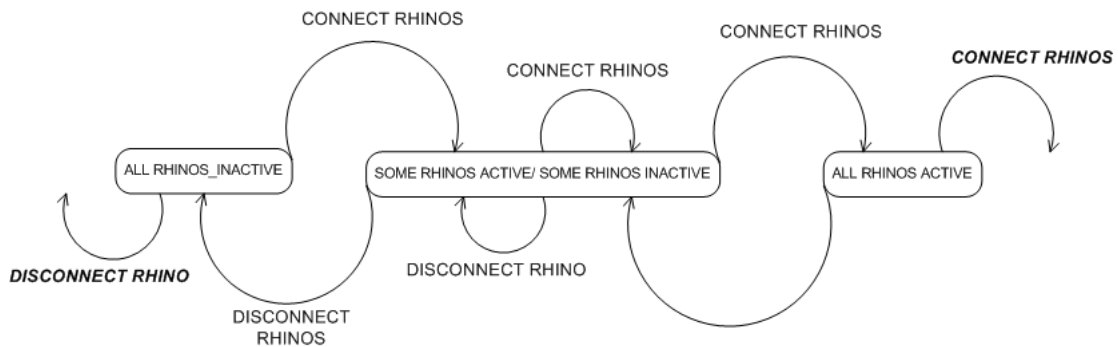 CONNECT RHINOS
CONNECT RHINOS
CONNECT RHINOS
CONNECT RHINOS
ALL RHINOS_INACTIVE
SOME RHINOS ACTIVE/ SOME RHINOS INACTIVE
ALL RHINOS ACTIVE
DISCONNECT RHINO
DISCONNECT RHINO
DISCONNECT
RHINOS